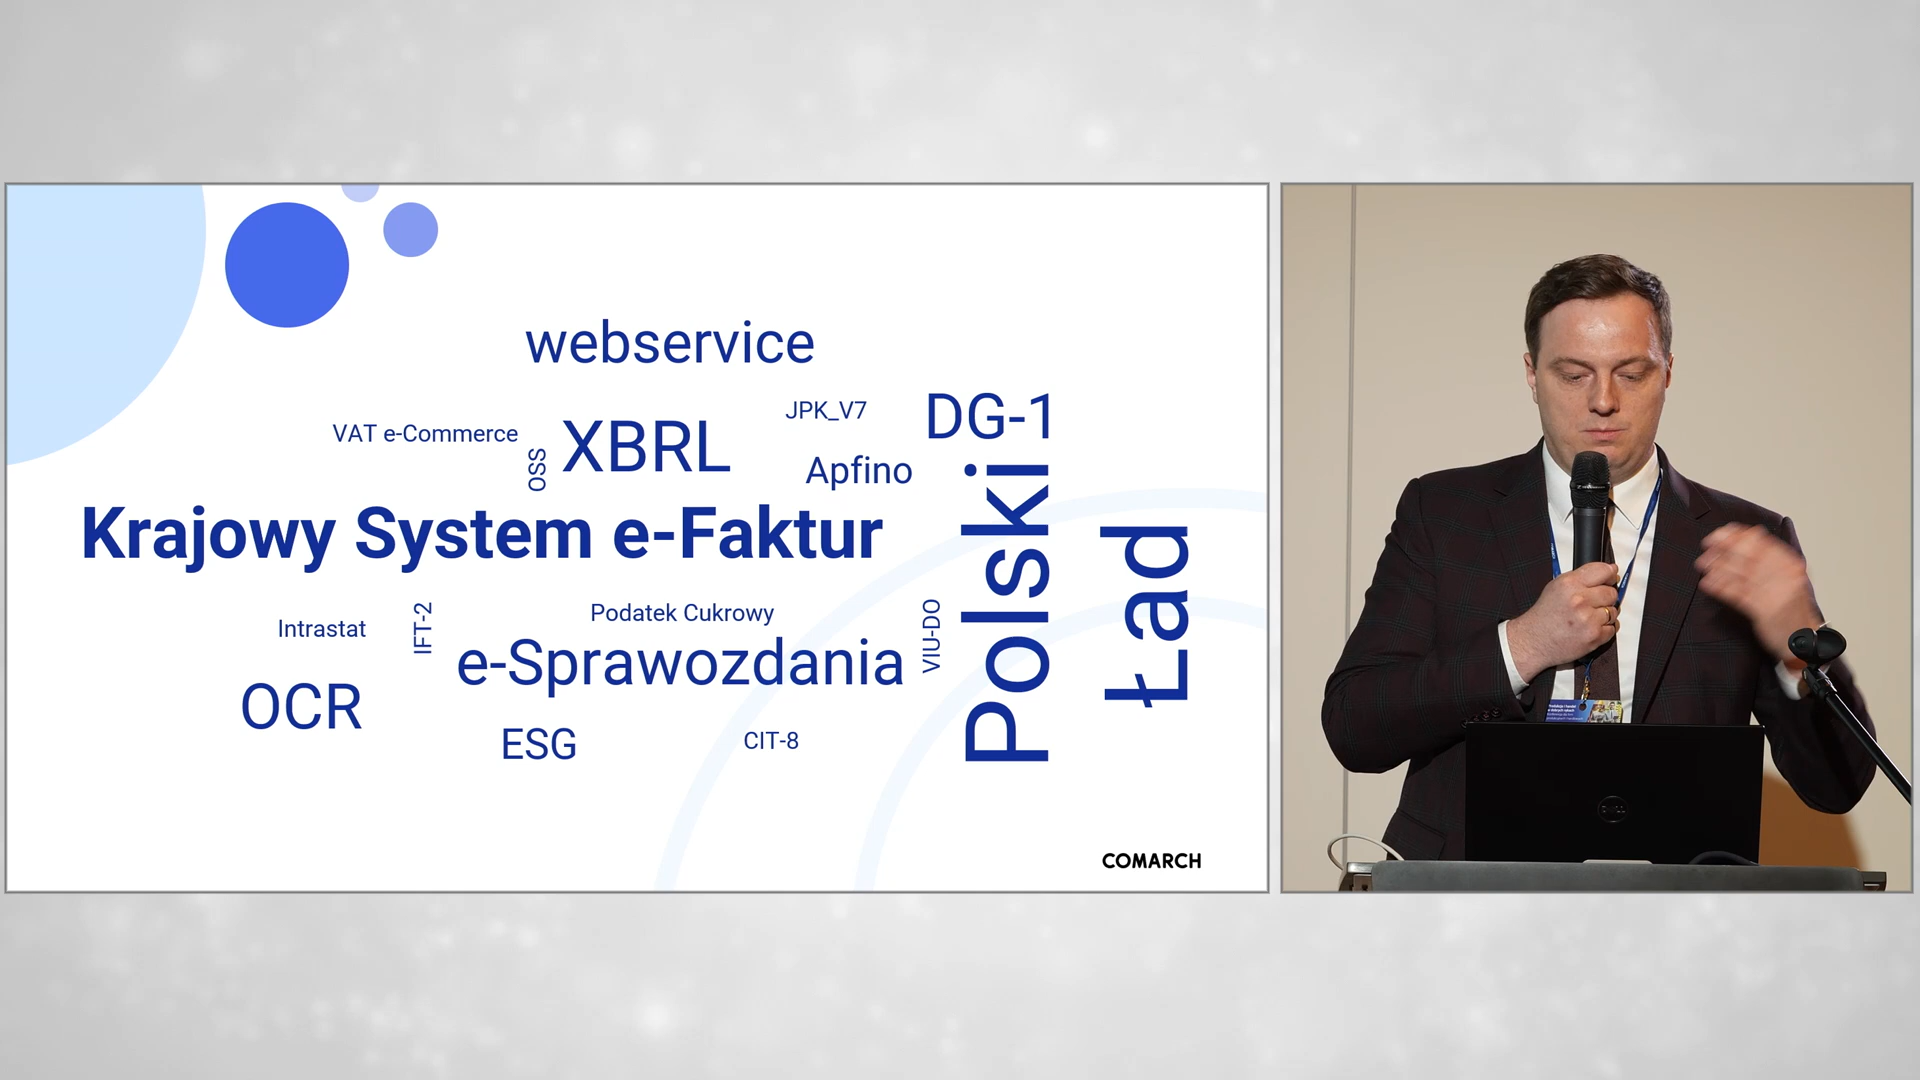 webservice
JPK_V7
DG-1
VAT e-Commerce
OSS
XBRL
Apfino
Krajowy System e-Faktur
Polski
Ład
Intrastat
IFT-2
Podatek Cukrowy
VIU-DO
e-Sprawozdania
OCR
ESG
CIT-8
COMARCH
DELL